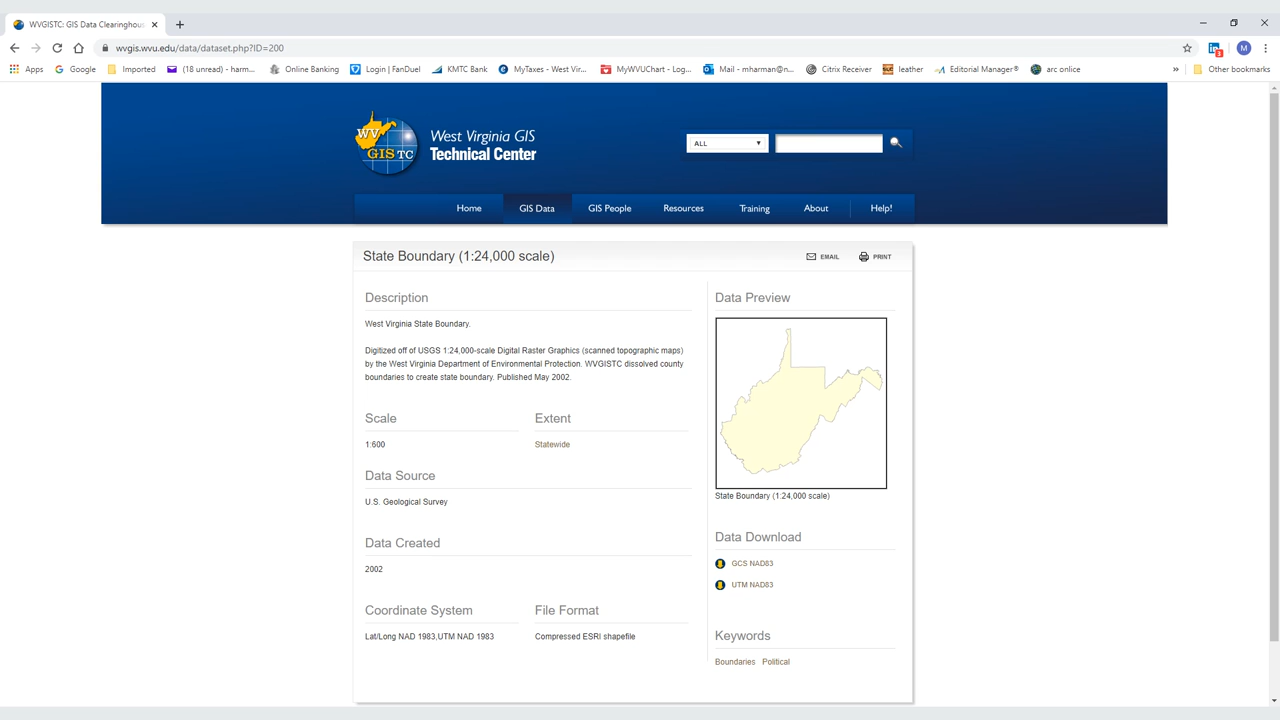 WVGISTC: GIS Data Clearinghous
wvgis.wvu.edu/data/dataset.php?ID=200
M
Apps Google Imported (18 unread) - harm... Online Banking Login | FanDuel KMTC Bank MyTaxes - West Vir... MyWVUChart - Log... Mail - mharman@n... Citrix Receiver leather Editorial Manager® arc onlice » Other bookmarks
WV
GIS TC
West Virginia GIS
Technical Center
ALL
Home GIS Data GIS People Resources Training About Help!
State Boundary (1:24,000 scale)
EMAIL PRINT
Description
West Virginia State Boundary.
Digitized off of USGS 1:24,000-scale Digital Raster Graphics (scanned topographic maps)
by the West Virginia Department of Environmental Protection. WVGISTC dissolved county
boundaries to create state boundary. Published May 2002.
Scale
1:600
Extent
Statewide
Data Source
U.S. Geological Survey
Data Created
2002
Coordinate System
Lat/Long NAD 1983,UTM NAD 1983
File Format
Compressed ESRI shapefile
Data Preview
State Boundary (1:24,000 scale)
Data Download
GCS NAD83
UTM NAD83
Keywords
Boundaries Political